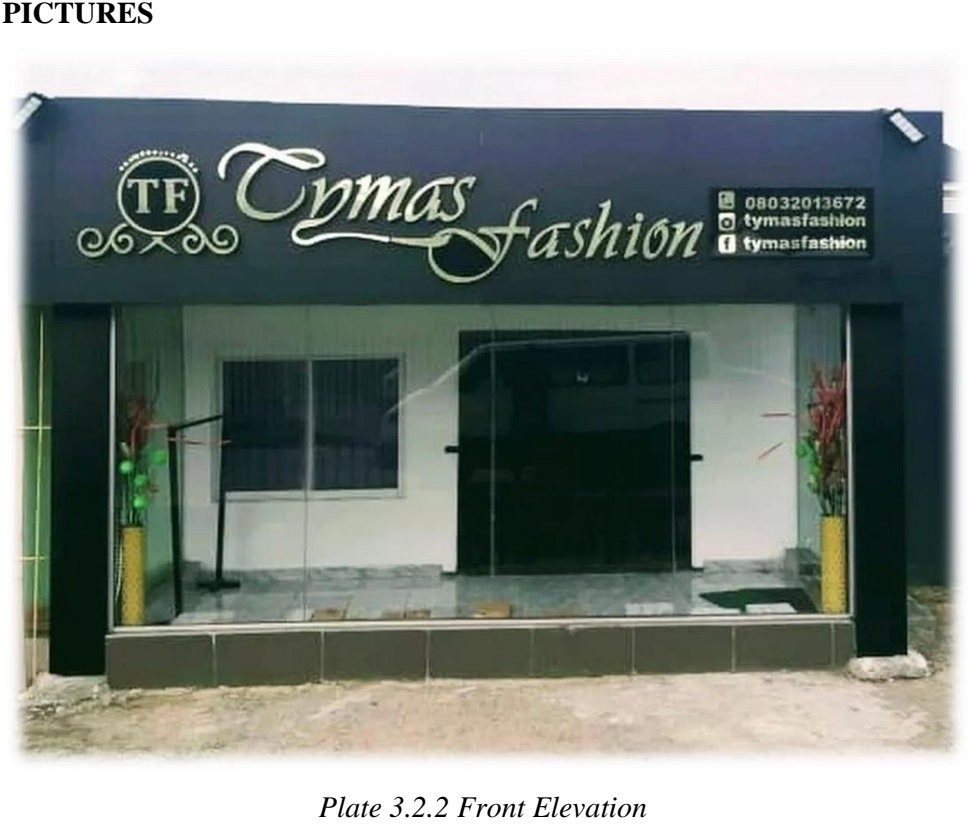 PICTURES
TF
Tymas
fashion
08032013672
tymasfashion
tymasfashion
Plate 3.2.2 Front Elevation